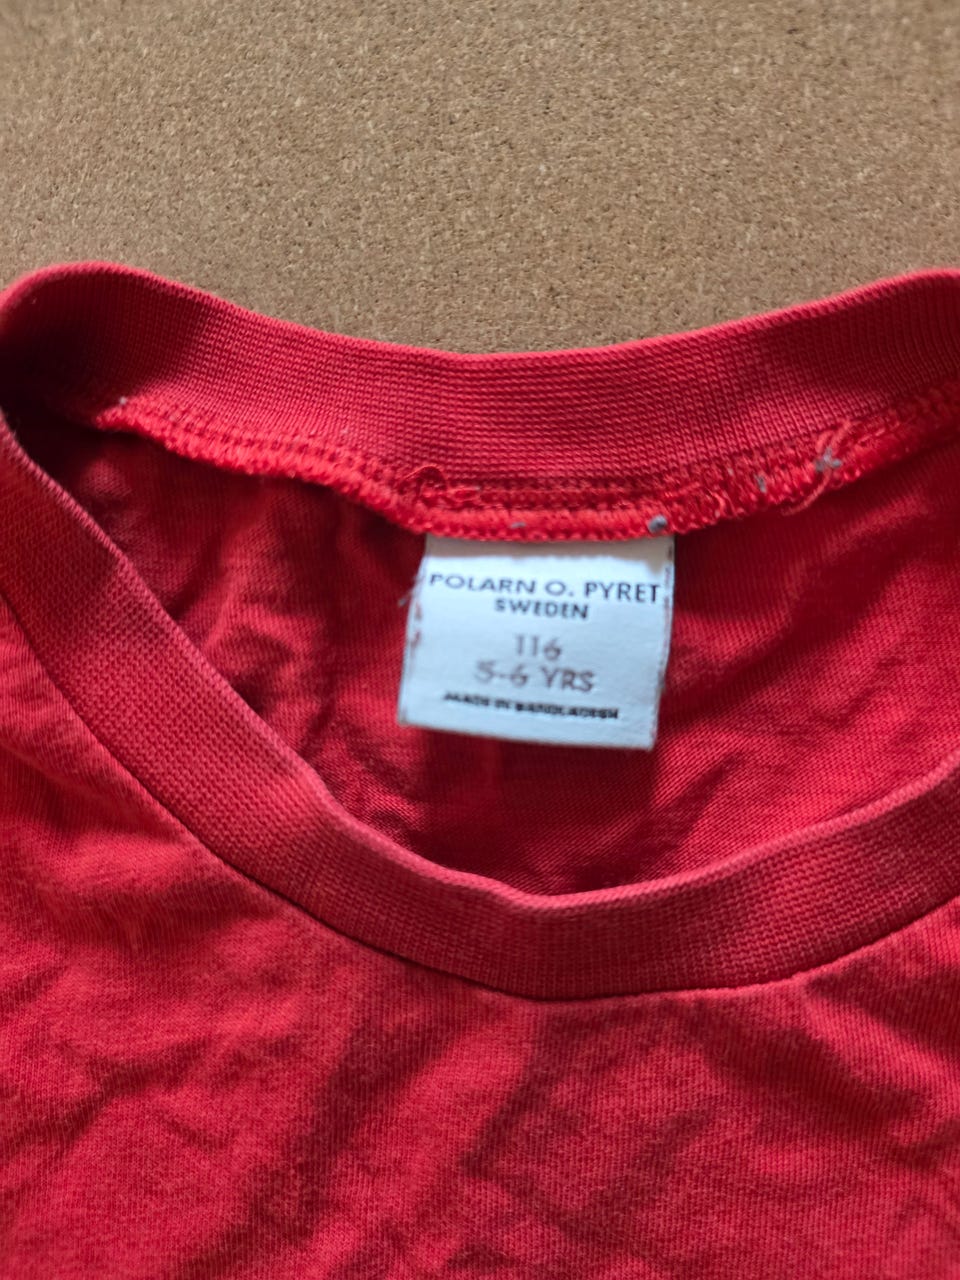 POLARN O. PYRET
SWEDEN
116
5-6 YRS
MADE IN BANGLADESH